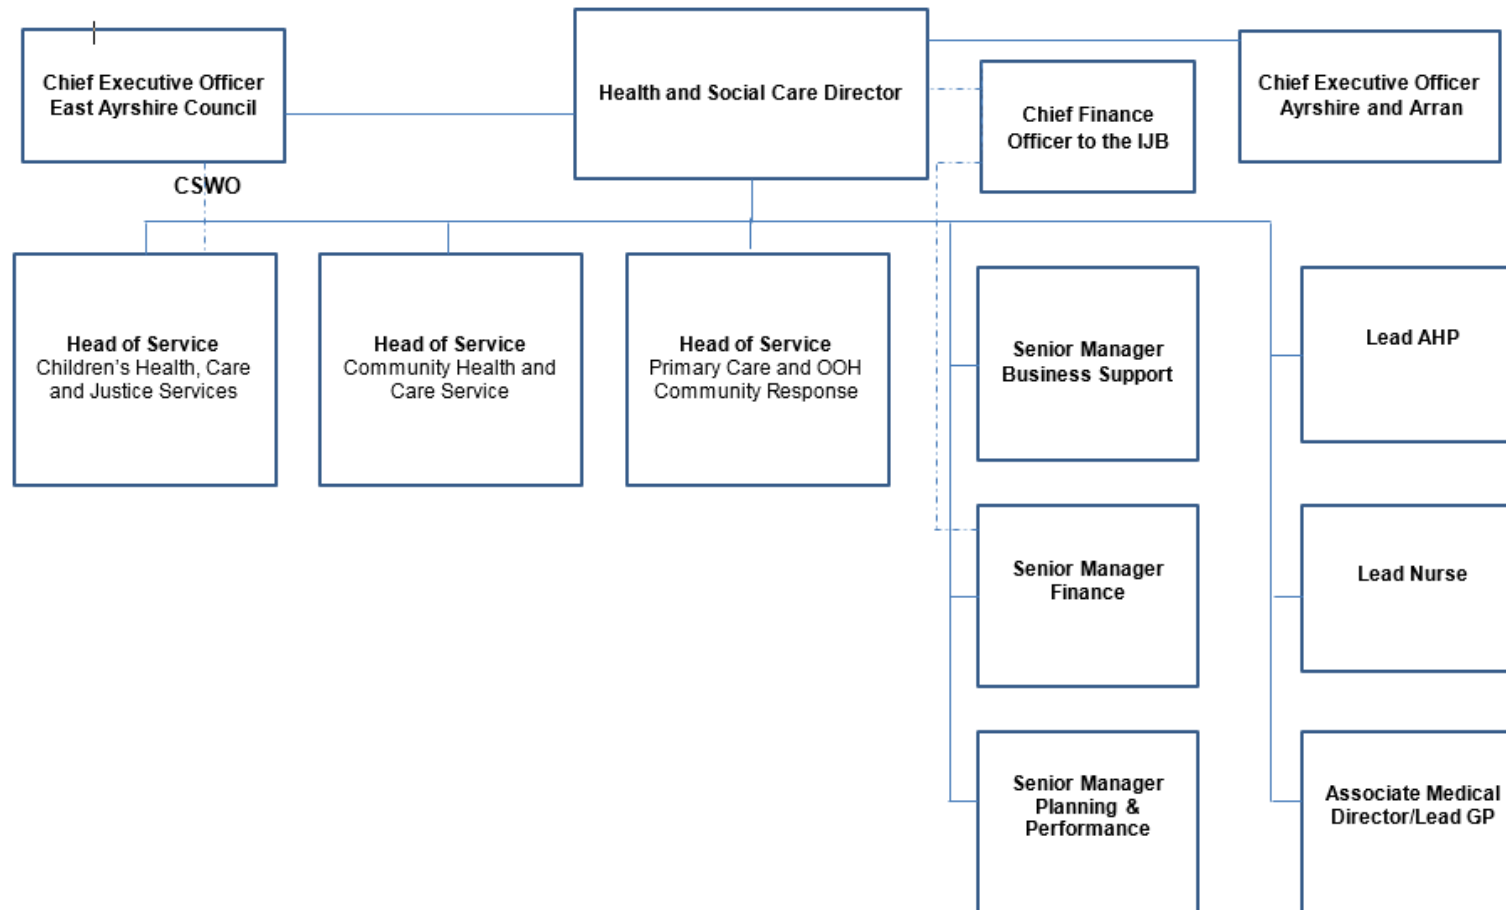 Chief Executive Officer
East Ayrshire Council
Health and Social Care Director
Chief Finance
Officer to the IJB
Chief Executive Officer
Ayrshire and Arran
CSWO
Head of Service
Children’s Health, Care
and Justice Services
Head of Service
Community Health and
Care Service
Head of Service
Primary Care and OOH
Community Response
Senior Manager
Business Support
Lead AHP
Senior Manager
Finance
Lead Nurse
Senior Manager
Planning &
Performance
Associate Medical
Director/Lead GP